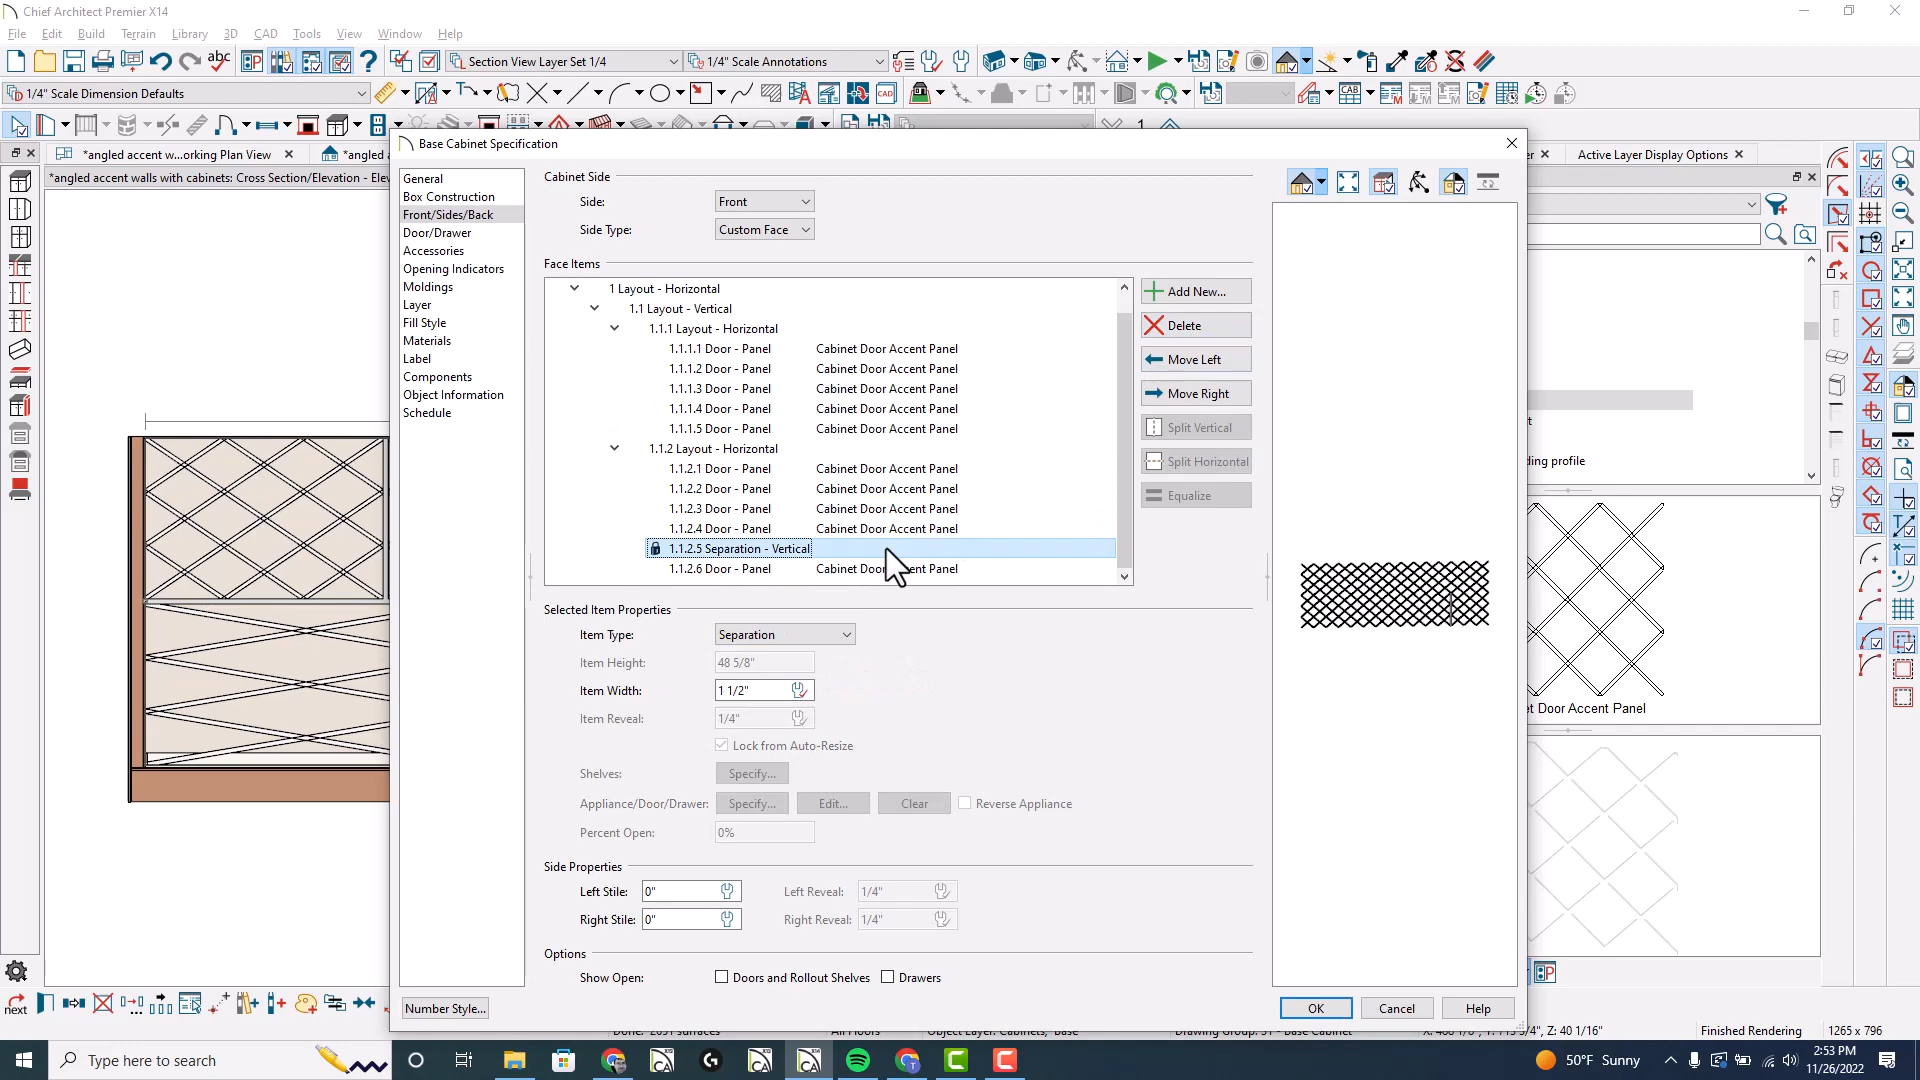 Chief Architect Premier X14
File Edit Build Terrain Library 3D CAD Tools View Window Help
Section View Layer Set 1/4
1/4" Scale Annotations
1/4" Scale Dimension Defaults
*angled accent w...orking Plan View
*angled
Active Layer Display Options
*angled accent walls with cabinets: Cross Section/Elevation - Elev
Base Cabinet Specification
General
Box Construction
Front/Sides/Back
Door/Drawer
Accessories
Opening Indicators
Moldings
Layer
Fill Style
Materials
Label
Components
Object Information
Schedule
Number Style...
Cabinet Side
Side: Front
Side Type: Custom Face
Face Items
1 Layout - Horizontal
1.1 Layout - Vertical
1.1.1 Layout - Horizontal
1.1.1.1 Door - Panel Cabinet Door Accent Panel
1.1.1.2 Door - Panel Cabinet Door Accent Panel
1.1.1.3 Door - Panel Cabinet Door Accent Panel
1.1.1.4 Door - Panel Cabinet Door Accent Panel
1.1.1.5 Door - Panel Cabinet Door Accent Panel
1.1.2 Layout - Horizontal
1.1.2.1 Door - Panel Cabinet Door Accent Panel
1.1.2.2 Door - Panel Cabinet Door Accent Panel
1.1.2.3 Door - Panel Cabinet Door Accent Panel
1.1.2.4 Door - Panel Cabinet Door Accent Panel
1.1.2.5 Separation - Vertical
1.1.2.6 Door - Panel Cabinet Door Accent Panel
Add New...
Delete
Move Left
Move Right
Split Vertical
Split Horizontal
Equalize
Selected Item Properties
Item Type: Separation
Item Height: 48 5/8"
Item Width: 1 1/2"
Item Reveal: 1/4"
Lock from Auto-Resize
Shelves: Specify...
Appliance/Door/Drawer: Specify... Edit... Clear Reverse Appliance
Percent Open: 0%
Side Properties
Left Stile: 0" Left Reveal: 1/4"
Right Stile: 0" Right Reveal: 1/4"
Options
Show Open: Doors and Rollout Shelves Drawers
OK Cancel Help
ding profile
et Door Accent Panel
Finished Rendering
1265 x 796
next
Type here to search
50°F Sunny
2:53 PM
11/26/2022